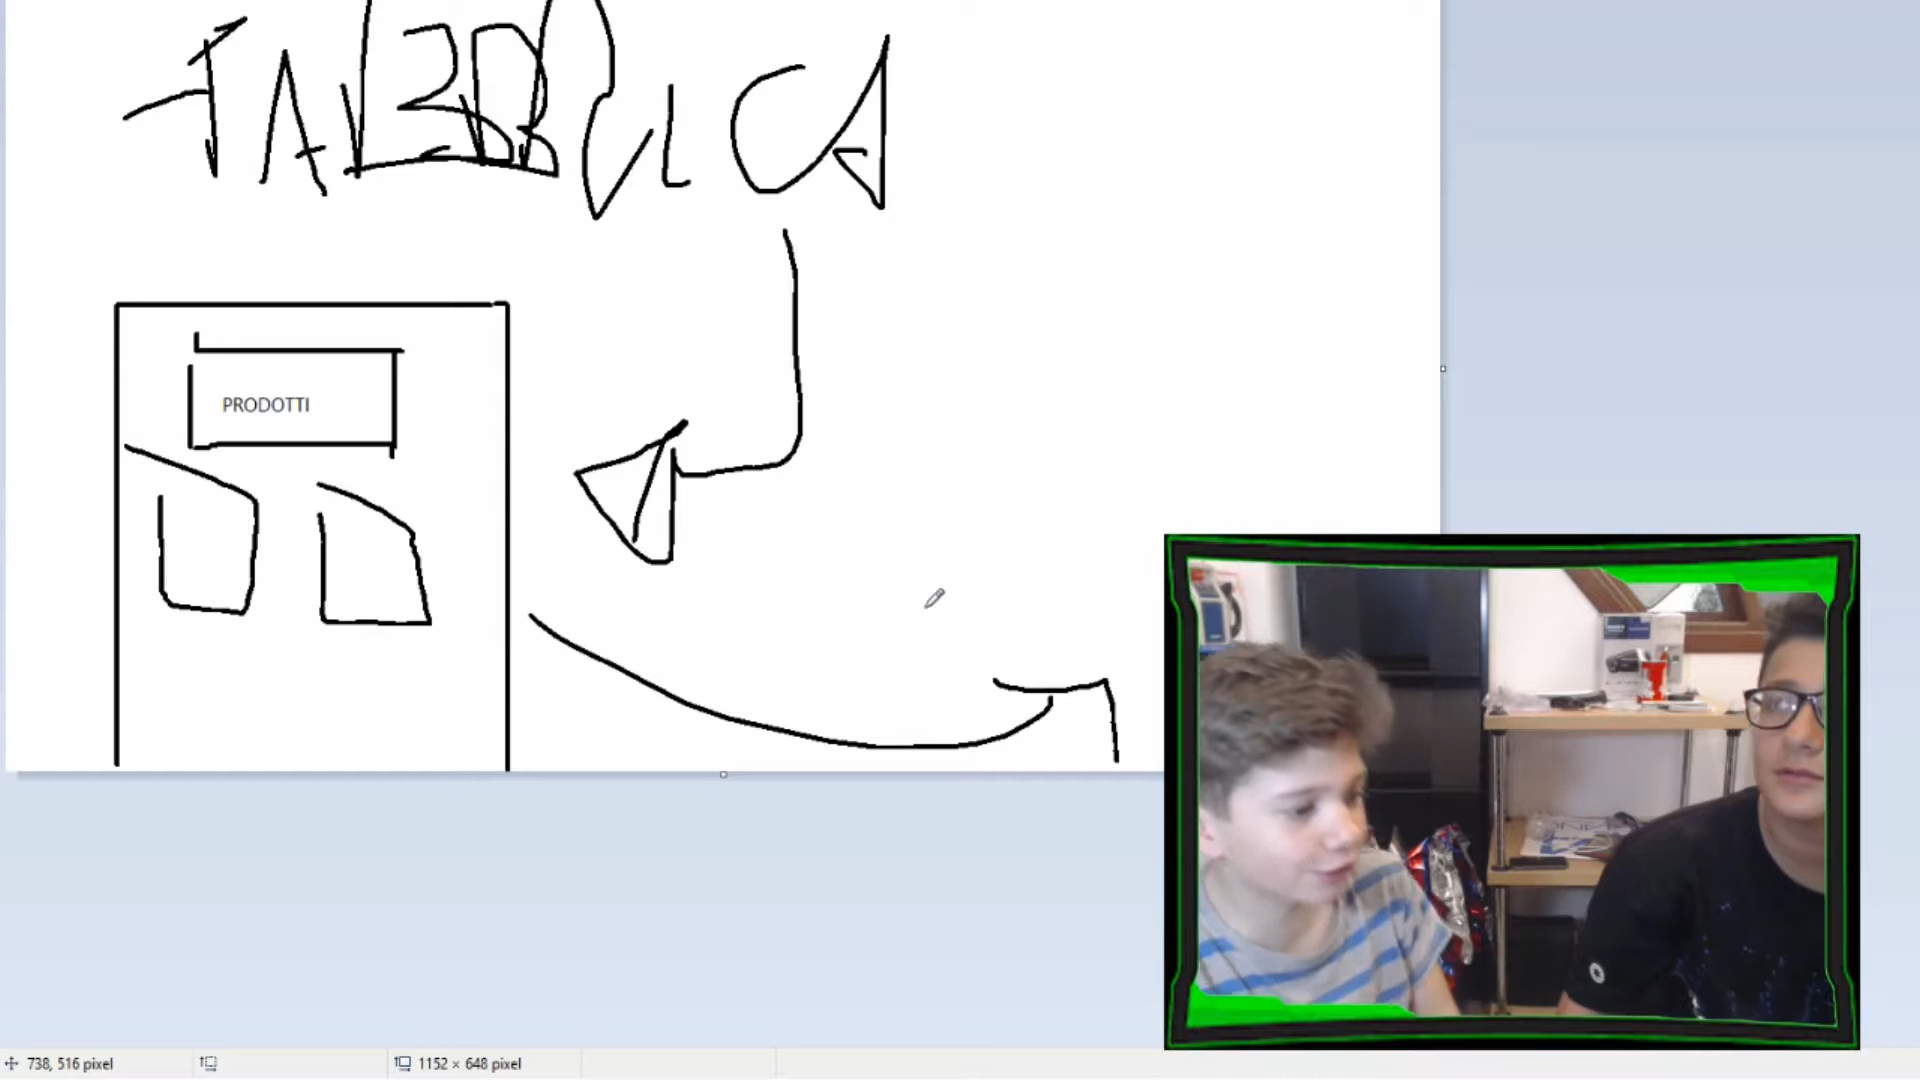 FABBRICA
PRODOTTI
738, 516 pixel
1152 × 648 pixel